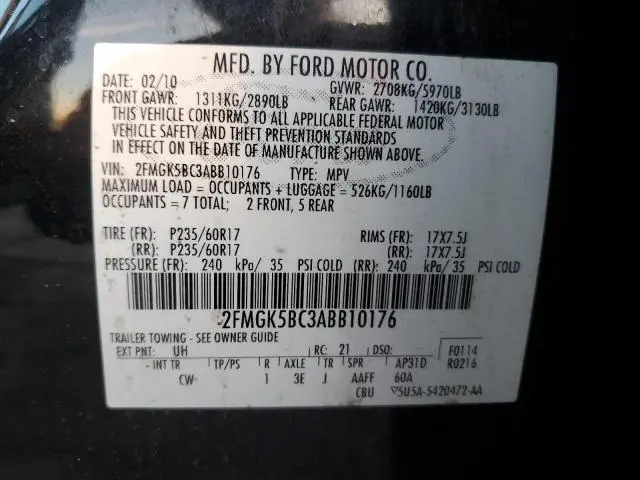 MFD. BY FORD MOTOR CO.
DATE: 02/10 GVWR: 2708KG/5970LB
FRONT GAWR: 1311KG/2890LB REAR GAWR: 1420KG/3130LB
THIS VEHICLE CONFORMS TO ALL APPLICABLE FEDERAL MOTOR
VEHICLE SAFETY AND THEFT PREVENTION STANDARDS
IN EFFECT ON THE DATE OF MANUFACTURE SHOWN ABOVE.
VIN: 2FMGK5BC3ABB10176 TYPE: MPV
MAXIMUM LOAD = OCCUPANTS + LUGGAGE = 526KG/1160LB
OCCUPANTS = 7 TOTAL; 2 FRONT, 5 REAR
TIRE (FR): P235/60R17 RIMS (FR): 17X7.5J
(RR): P235/60R17 (RR): 17X7.5J
PRESSURE (FR): 240 kPa/ 35 PSI COLD (RR): 240 kPa/ 35 PSI COLD
2FMGK5BC3ABB10176
TRAILER TOWING - SEE OWNER GUIDE
EXT PNT: UH RC: 21 DSO: F0114
INT TR TP/PS R AXLE TR SPR AP31D R0216
CW 1 3E J AAFF 60A
CBU 5U5A-5420472-AA